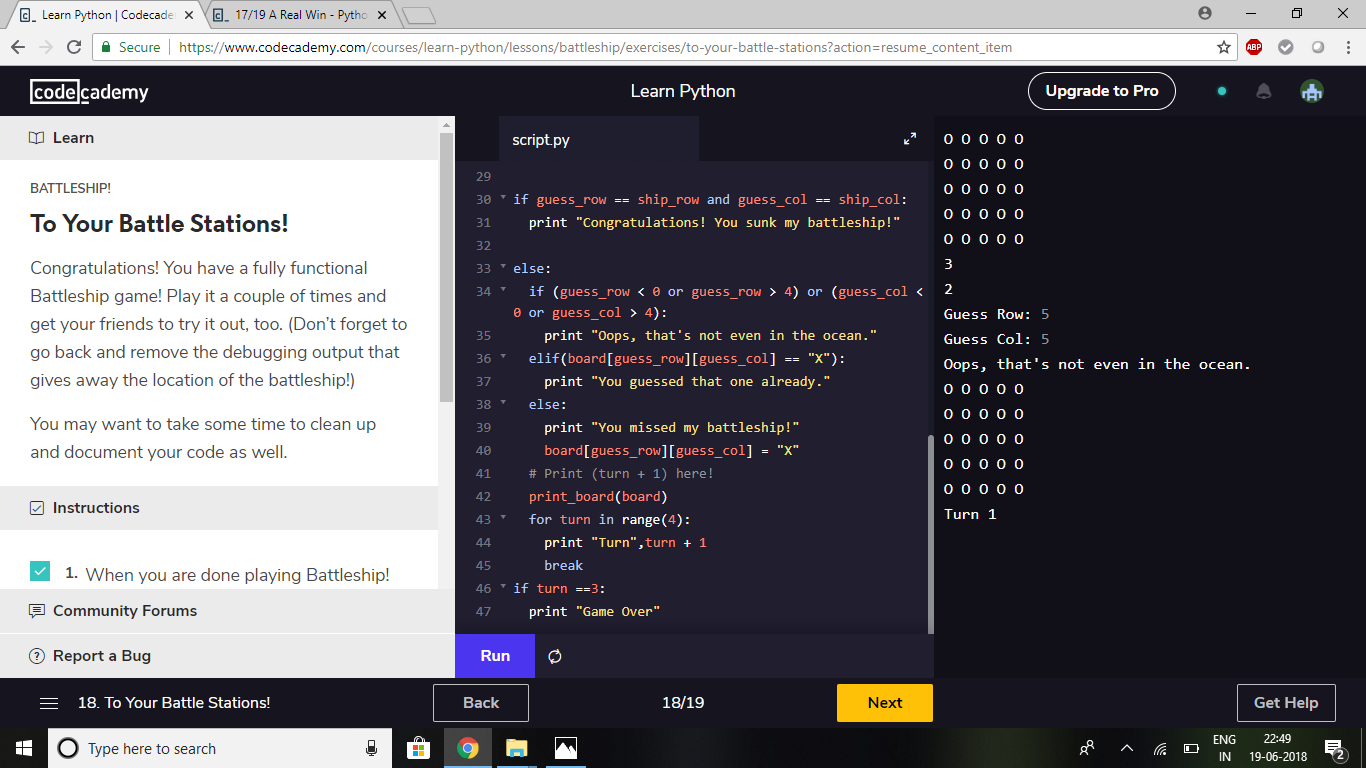 Learn Python | Codecade
17/19 A Real Win - Pytho
Secure
https://www.codecademy.com/courses/learn-python/lessons/battleship/exercises/to-your-battle-stations?action=resume_content_item
ABP
codecademy
Learn Python
Upgrade to Pro
Learn
BATTLESHIP!
To Your Battle Stations!
Congratulations! You have a fully functional
Battleship game! Play it a couple of times and
get your friends to try it out, too. (Don't forget to
go back and remove the debugging output that
gives away the location of the battleship!)
You may want to take some time to clean up
and document your code as well.
Instructions
1. When you are done playing Battleship!
Community Forums
Report a Bug
script.py
29
30 if guess_row == ship_row and guess_col == ship_col:
31 print "Congratulations! You sunk my battleship!"
32
33 else:
34 if (guess_row < 0 or guess_row > 4) or (guess_col <
0 or guess_col > 4):
35 print "Oops, that's not even in the ocean."
36 elif(board[guess_row][guess_col] == "X"):
37 print "You guessed that one already."
38 else:
39 print "You missed my battleship!"
40 board[guess_row][guess_col] = "X"
41 # Print (turn + 1) here!
42 print_board(board)
43 for turn in range(4):
44 print "Turn",turn + 1
45 break
46 if turn ==3:
47 print "Game Over"
Run
O O O O O
O O O O O
O O O O O
O O O O O
O O O O O
3
2
Guess Row: 5
Guess Col: 5
Oops, that's not even in the ocean.
O O O O O
O O O O O
O O O O O
O O O O O
O O O O O
Turn 1
18. To Your Battle Stations!
Back
18/19
Next
Get Help
Type here to search
ENG
IN
22:49
19-06-2018
2